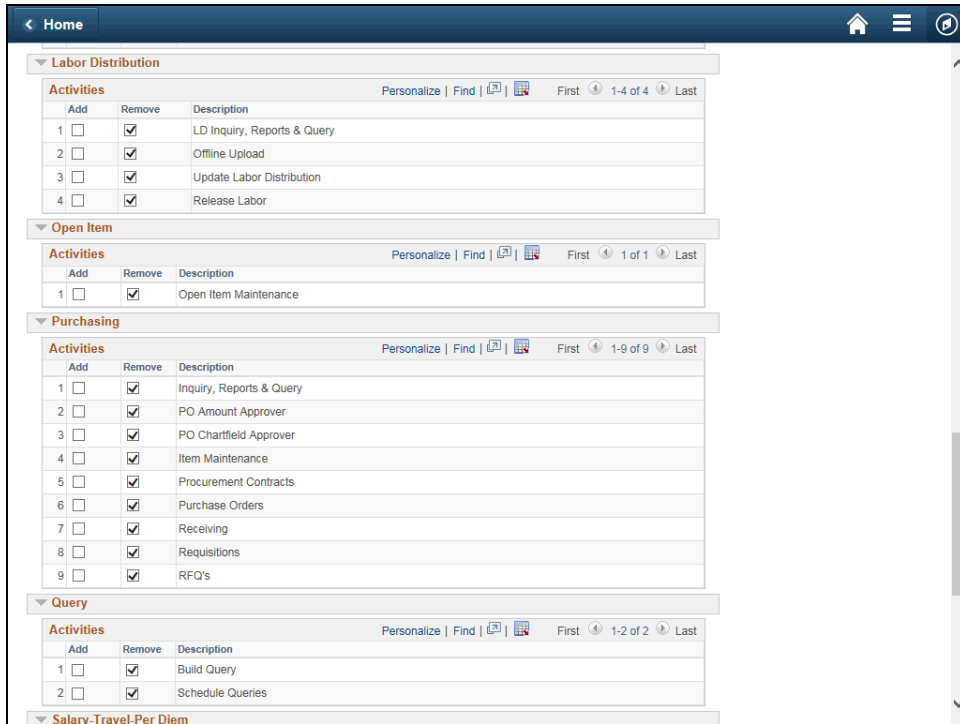 Home
Labor Distribution
Activities Personalize | Find | | First 1-4 of 4 Last
Add Remove Description
1 LD Inquiry, Reports & Query
2 Offline Upload
3 Update Labor Distribution
4 Release Labor
Open Item
Activities Personalize | Find | | First 1 of 1 Last
Add Remove Description
1 Open Item Maintenance
Purchasing
Activities Personalize | Find | | First 1-9 of 9 Last
Add Remove Description
1 Inquiry, Reports & Query
2 PO Amount Approver
3 PO Chartfield Approver
4 Item Maintenance
5 Procurement Contracts
6 Purchase Orders
7 Receiving
8 Requisitions
9 RFQ's
Query
Activities Personalize | Find | | First 1-2 of 2 Last
Add Remove Description
1 Build Query
2 Schedule Queries
Salary-Travel-Per Diem